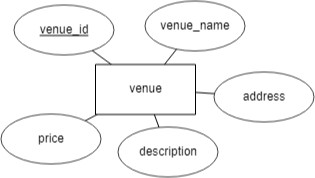 venue_id
venue_name
venue
address
price
description